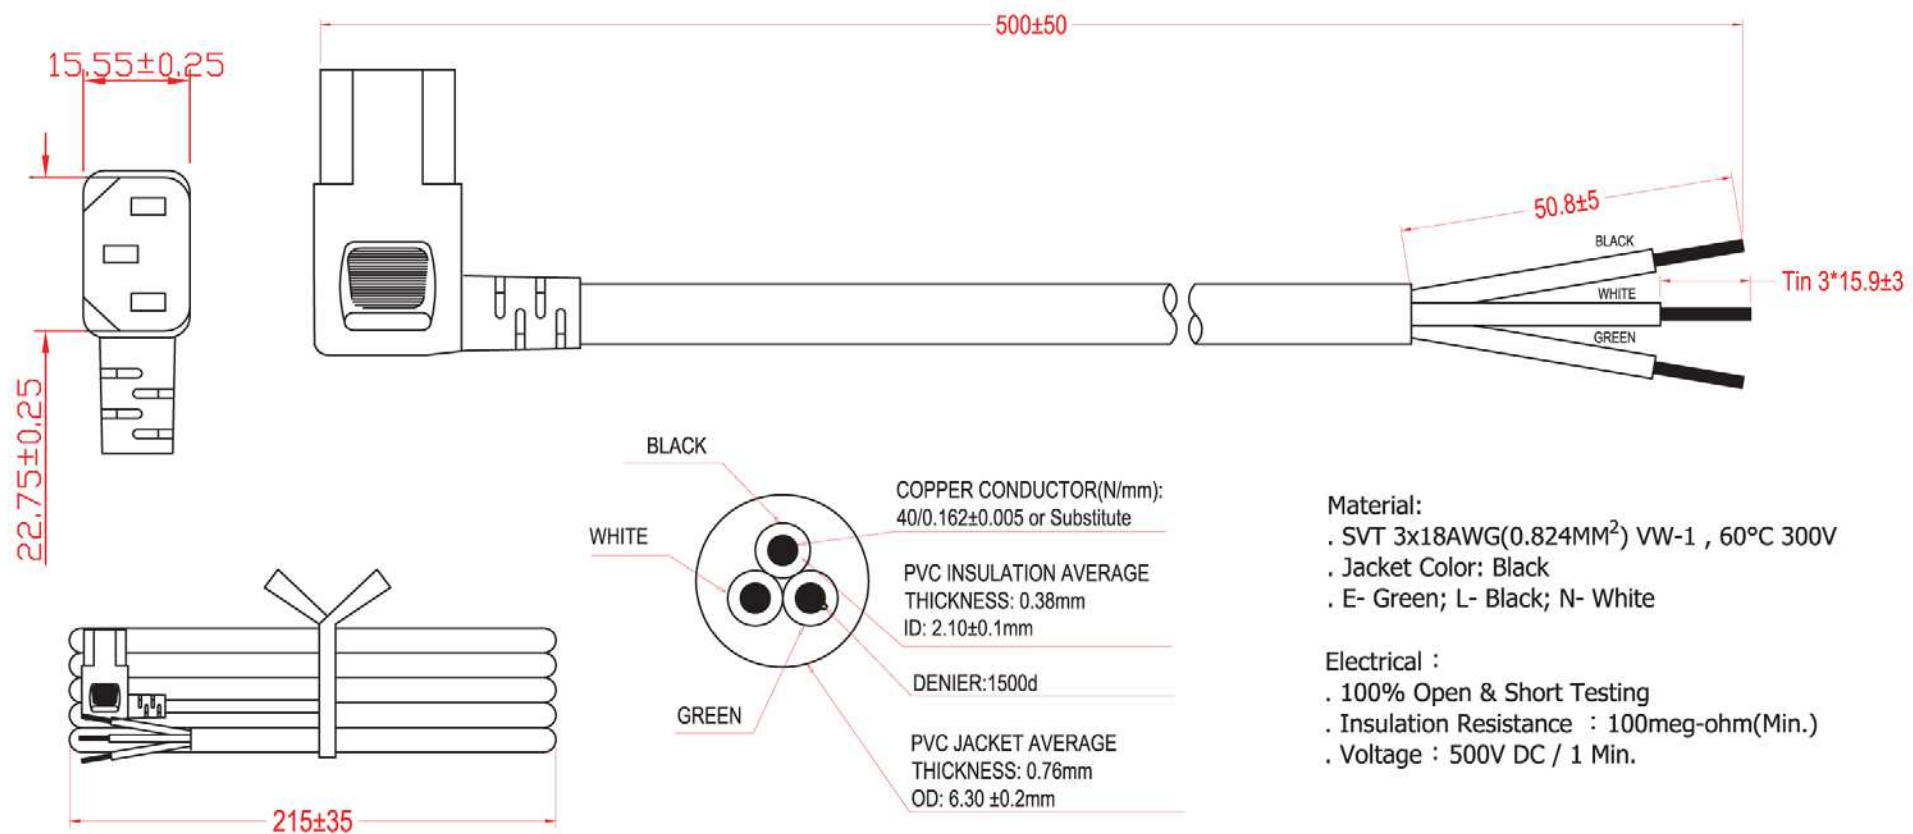 500±50
15.55±0.25
50.8±5
BLACK
WHITE
GREEN
Tin 3*15.9±3
22.75±0.25
BLACK
WHITE
GREEN
COPPER CONDUCTOR(N/mm):
40/0.162±0.005 or Substitute
PVC INSULATION AVERAGE
THICKNESS: 0.38mm
ID: 2.10±0.1mm
DENIER:1500d
PVC JACKET AVERAGE
THICKNESS: 0.76mm
OD: 6.30 ±0.2mm
215±35
Material:
. SVT 3x18AWG(0.824MM²) VW-1 , 60°C 300V
. Jacket Color: Black
. E- Green; L- Black; N- White
Electrical :
. 100% Open & Short Testing
. Insulation Resistance : 100meg-ohm(Min.)
. Voltage : 500V DC / 1 Min.